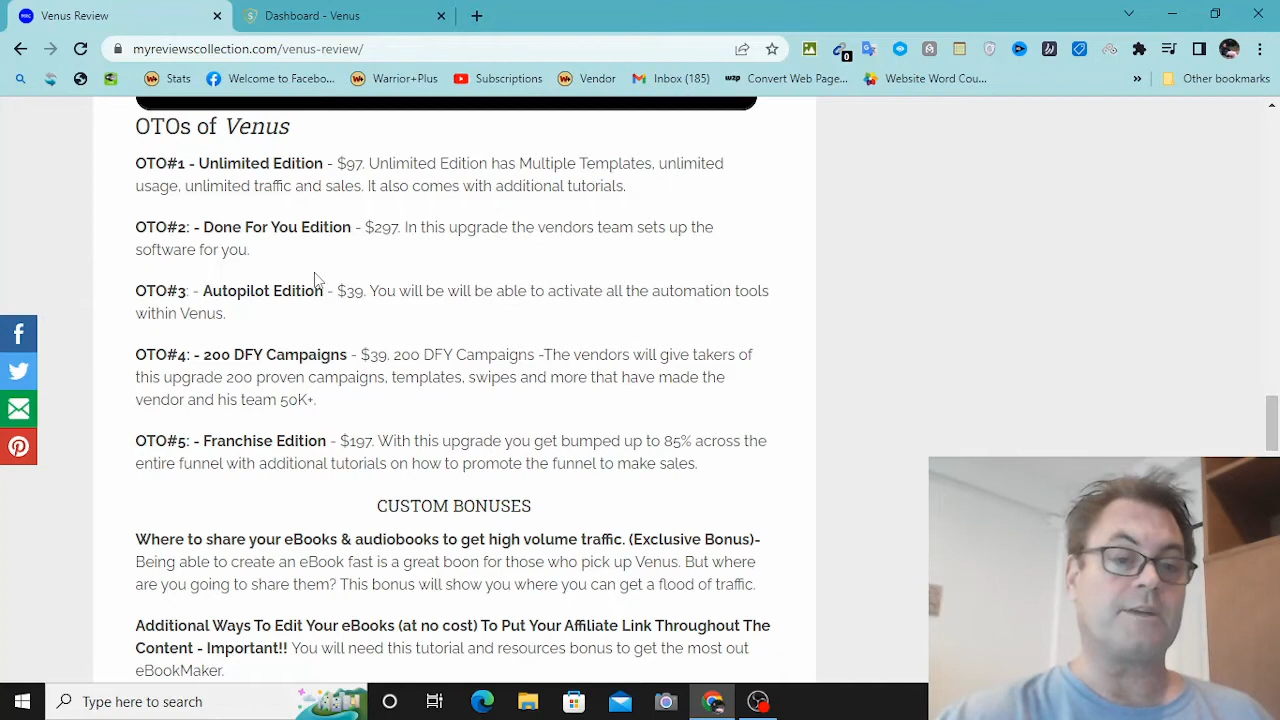 Venus Review
Dashboard - Venus
myreviewscollection.com/venus-review/
Stats
Welcome to Facebo...
Warrior+Plus
Subscriptions
Vendor
Inbox (185)
Convert Web Page...
Website Word Cou...
Other bookmarks
OTOs of Venus
OTO#1 - Unlimited Edition - $97. Unlimited Edition has Multiple Templates, unlimited
usage, unlimited traffic and sales. It also comes with additional tutorials.
OTO#2: - Done For You Edition - $297. In this upgrade the vendors team sets up the
software for you.
OTO#3: - Autopilot Edition - $39. You will be will be able to activate all the automation tools
within Venus.
OTO#4: - 200 DFY Campaigns - $39. 200 DFY Campaigns -The vendors will give takers of
this upgrade 200 proven campaigns, templates, swipes and more that have made the
vendor and his team 50K+.
OTO#5: - Franchise Edition - $197. With this upgrade you get bumped up to 85% across the
entire funnel with additional tutorials on how to promote the funnel to make sales.
CUSTOM BONUSES
Where to share your eBooks & audiobooks to get high volume traffic. (Exclusive Bonus)-
Being able to create an eBook fast is a great boon for those who pick up Venus. But where
are you going to share them? This bonus will show you where you can get a flood of traffic.
Additional Ways To Edit Your eBooks (at no cost) To Put Your Affiliate Link Throughout The
Content - Important!! You will need this tutorial and resources bonus to get the most out
eBookMaker.
Type here to search